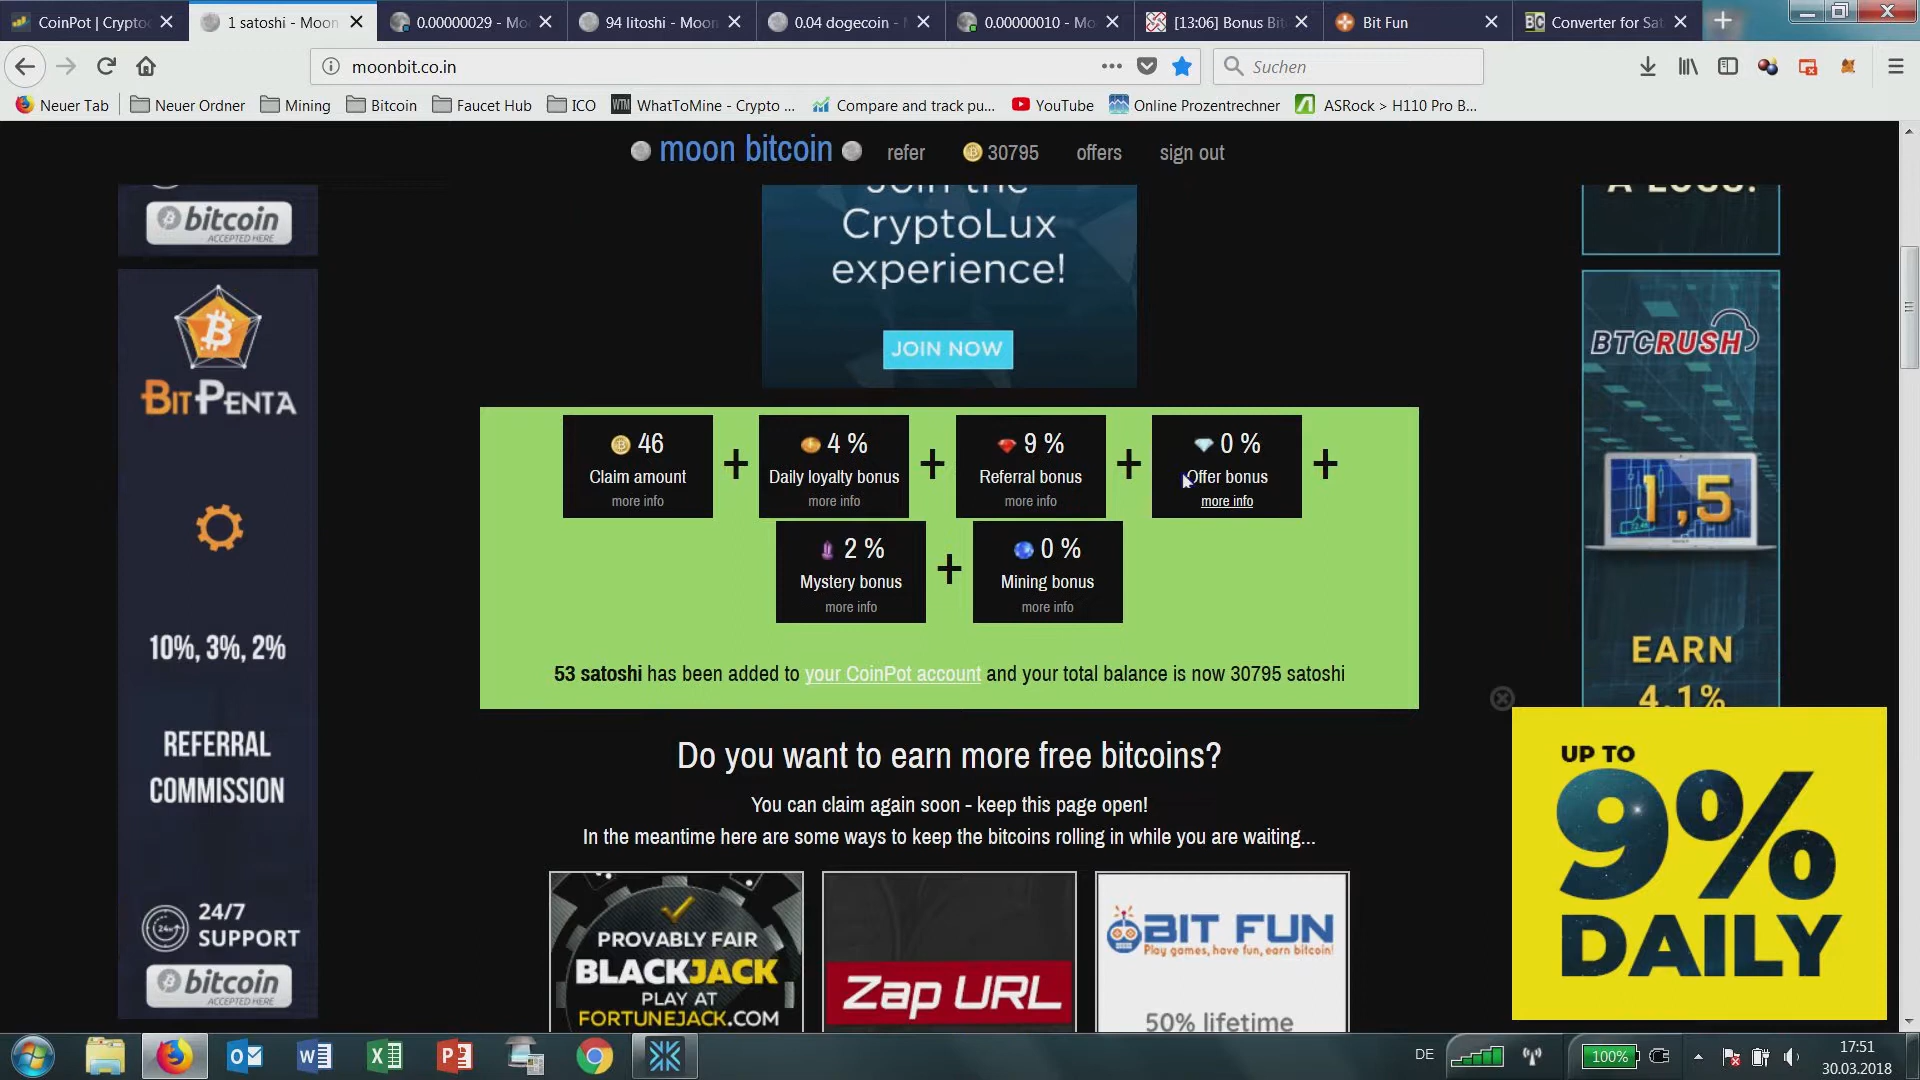 CoinPot | Cryptoc
1 satoshi - Moon
0.00000029 - Mo
94 litoshi - Moon
0.04 dogecoin -
0.00000010 - Mo
[13:06] Bonus Bit
Bit Fun
BC
Converter for Sat
moonbit.co.in
Suchen
Neuer Tab
Neuer Ordner
Mining
Bitcoin
Faucet Hub
ICO
WTM
WhatToMine - Crypto ...
Compare and track pu...
YouTube
Online Prozentrechner
ASRock > H110 Pro B...
moon bitcoin
refer
30795
offers
sign out
bitcoin
ACCEPTED HERE
Join the
CryptoLux
experience!
JOIN NOW
A LOGO!
BITPENTA
10%, 3%, 2%
REFERRAL
COMMISSION
24/7
SUPPORT
bitcoin
ACCEPTED HERE
46
Claim amount
more info
+
4 %
Daily loyalty bonus
more info
+
9 %
Referral bonus
more info
+
0 %
Offer bonus
more info
+
2 %
Mystery bonus
more info
+
0 %
Mining bonus
more info
53 satoshi has been added to your CoinPot account and your total balance is now 30795 satoshi
Do you want to earn more free bitcoins?
You can claim again soon - keep this page open!
In the meantime here are some ways to keep the bitcoins rolling in while you are waiting...
PROVABLY FAIR
BLACKJACK
PLAY AT
FORTUNEJACK.COM
Zap URL
BIT FUN
Play games, have fun, earn bitcoin!
50% lifetime
BTCRUSH
1,5
EARN
4.1%
UP TO
9%
DAILY
DE
100%
17:51
30.03.2018